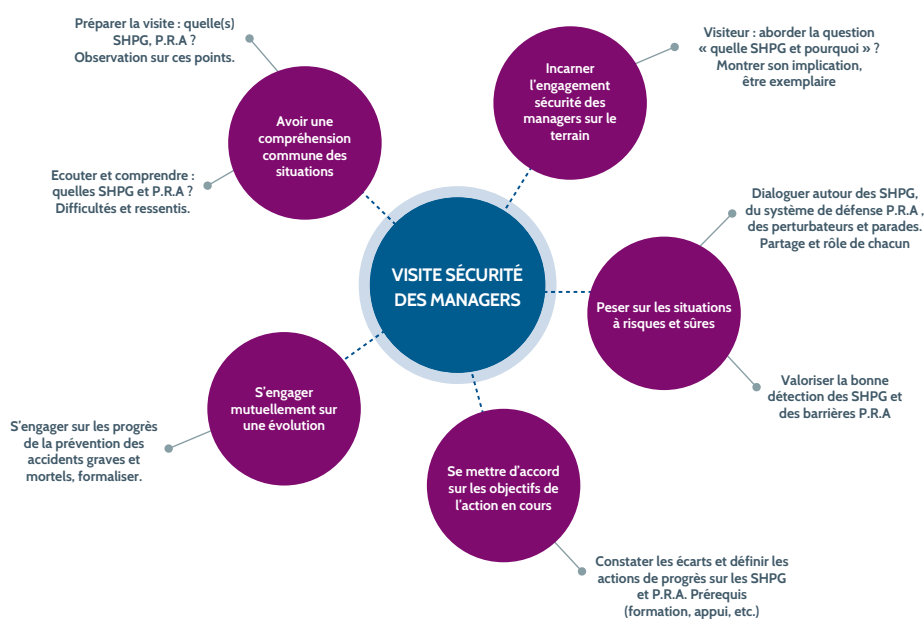 Préparer la visite : quelle(s)
SHPG, P.R.A ?
Observation sur ces points.
Avoir une
compréhension
commune des
situations
Ecouter et comprendre :
quelles SHPG et P.R.A ?
Difficultés et ressentis.
Visiteur : aborder la question
« quelle SHPG et pourquoi » ?
Montrer son implication,
être exemplaire
Incarner
l'engagement
sécurité des
managers sur le
terrain
VISITE SÉCURITÉ
DES MANAGERS
Dialoguer autour des SHPG,
du système de défense P.R.A ,
des perturbateurs et parades.
Partage et rôle de chacun
Peser sur les situations
à risques et sûres
Valoriser la bonne
détection des SHPG et
des barrières P.R.A
S'engager
mutuellement sur
une évolution
S'engager sur les progrès
de la prévention des
accidents graves et
mortels, formaliser.
Se mettre d'accord
sur les objectifs de
l'action en cours
Constater les écarts et définir les
actions de progrès sur les SHPG
et P.R.A. Prérequis
(formation, appui, etc.)